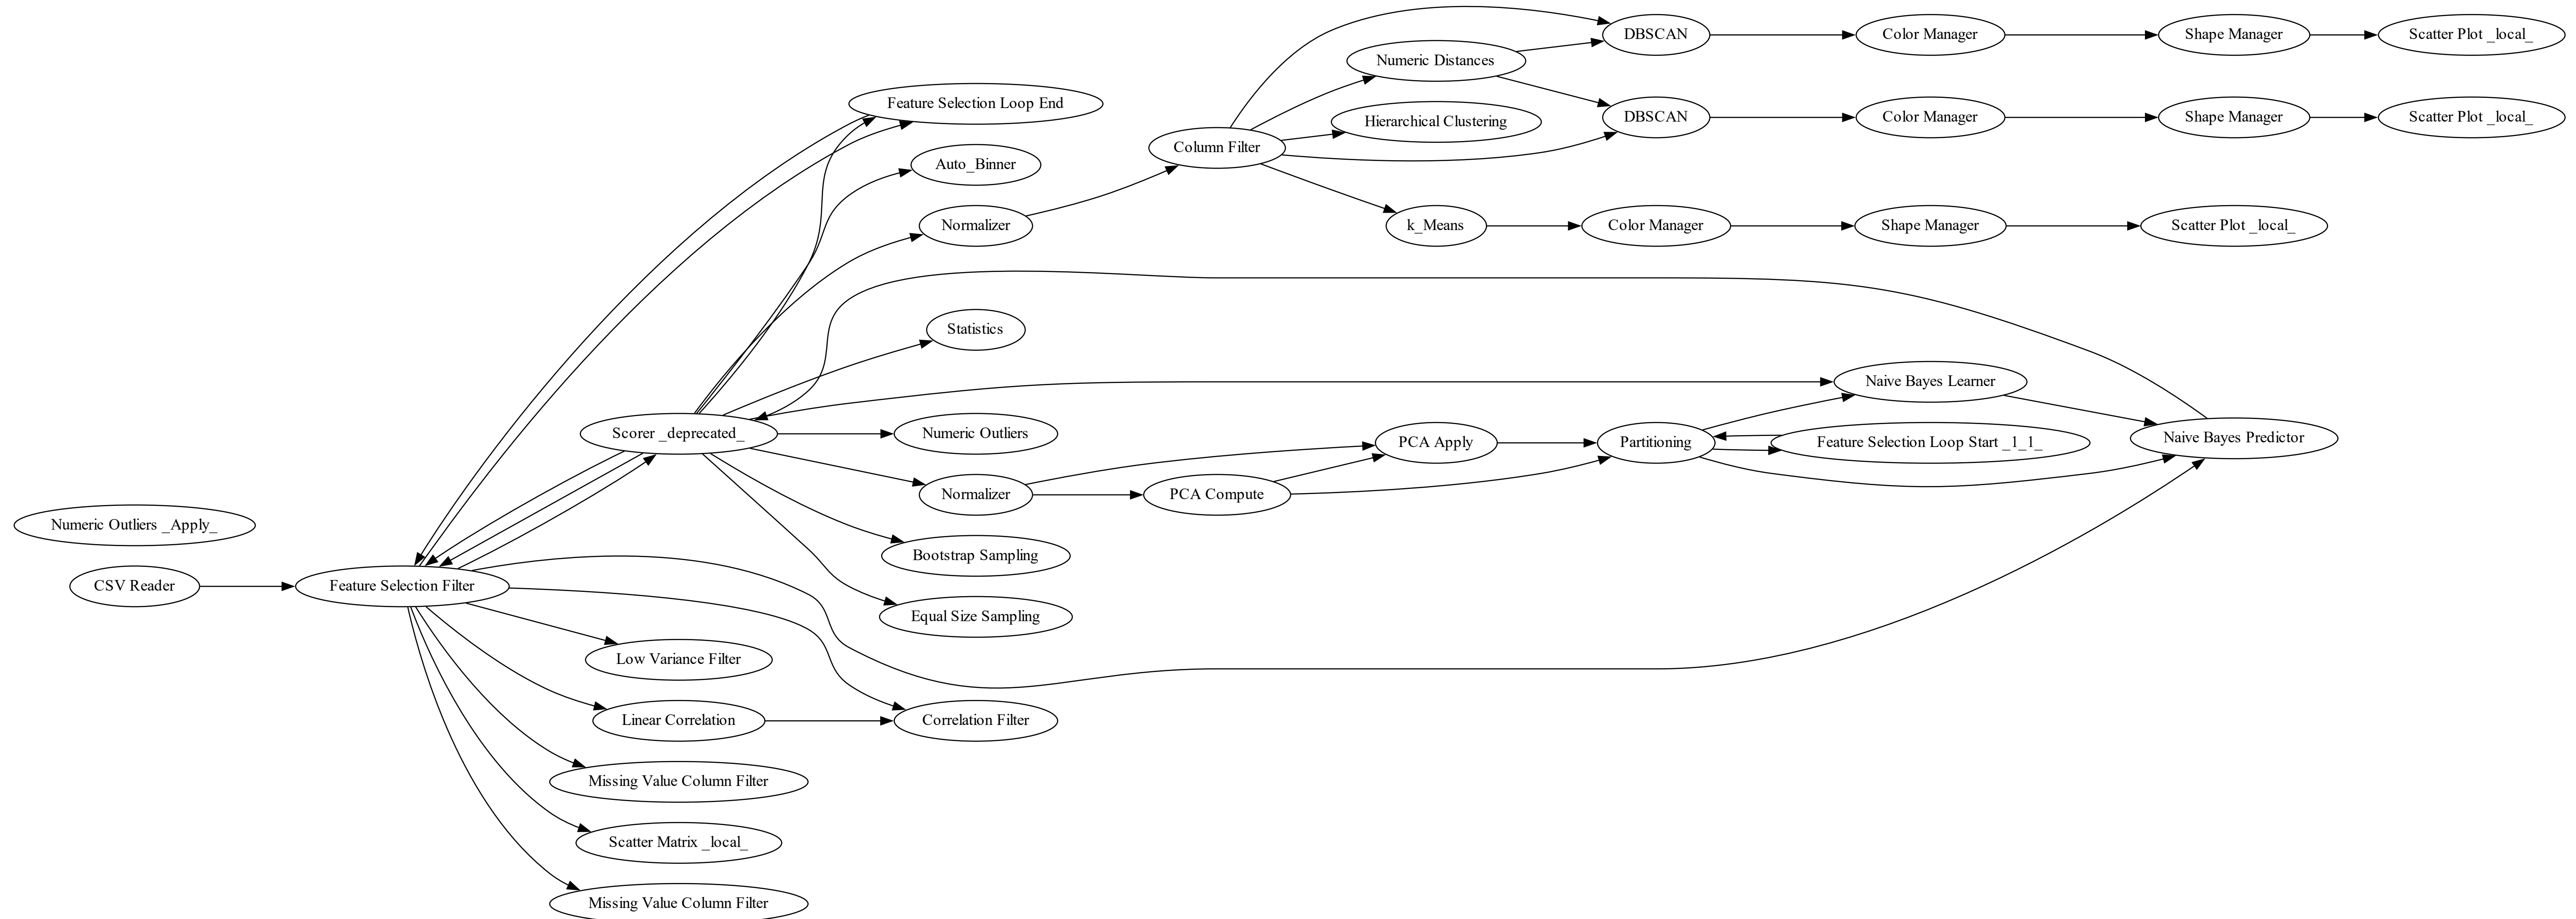 DBSCAN
Color Manager
Shape Manager
Scatter Plot _local_
Numeric Distances
Feature Selection Loop End
DBSCAN
Color Manager
Shape Manager
Scatter Plot _local_
Hierarchical Clustering
Column Filter
Auto_Binner
Normalizer
k_Means
Color Manager
Shape Manager
Scatter Plot _local_
Statistics
Naive Bayes Learner
Scorer _deprecated_
Numeric Outliers
PCA Apply
Partitioning
Feature Selection Loop Start _1_1_
Naive Bayes Predictor
Normalizer
PCA Compute
Numeric Outliers _Apply_
Bootstrap Sampling
CSV Reader
Feature Selection Filter
Equal Size Sampling
Low Variance Filter
Linear Correlation
Correlation Filter
Missing Value Column Filter
Scatter Matrix _local_
Missing Value Column Filter